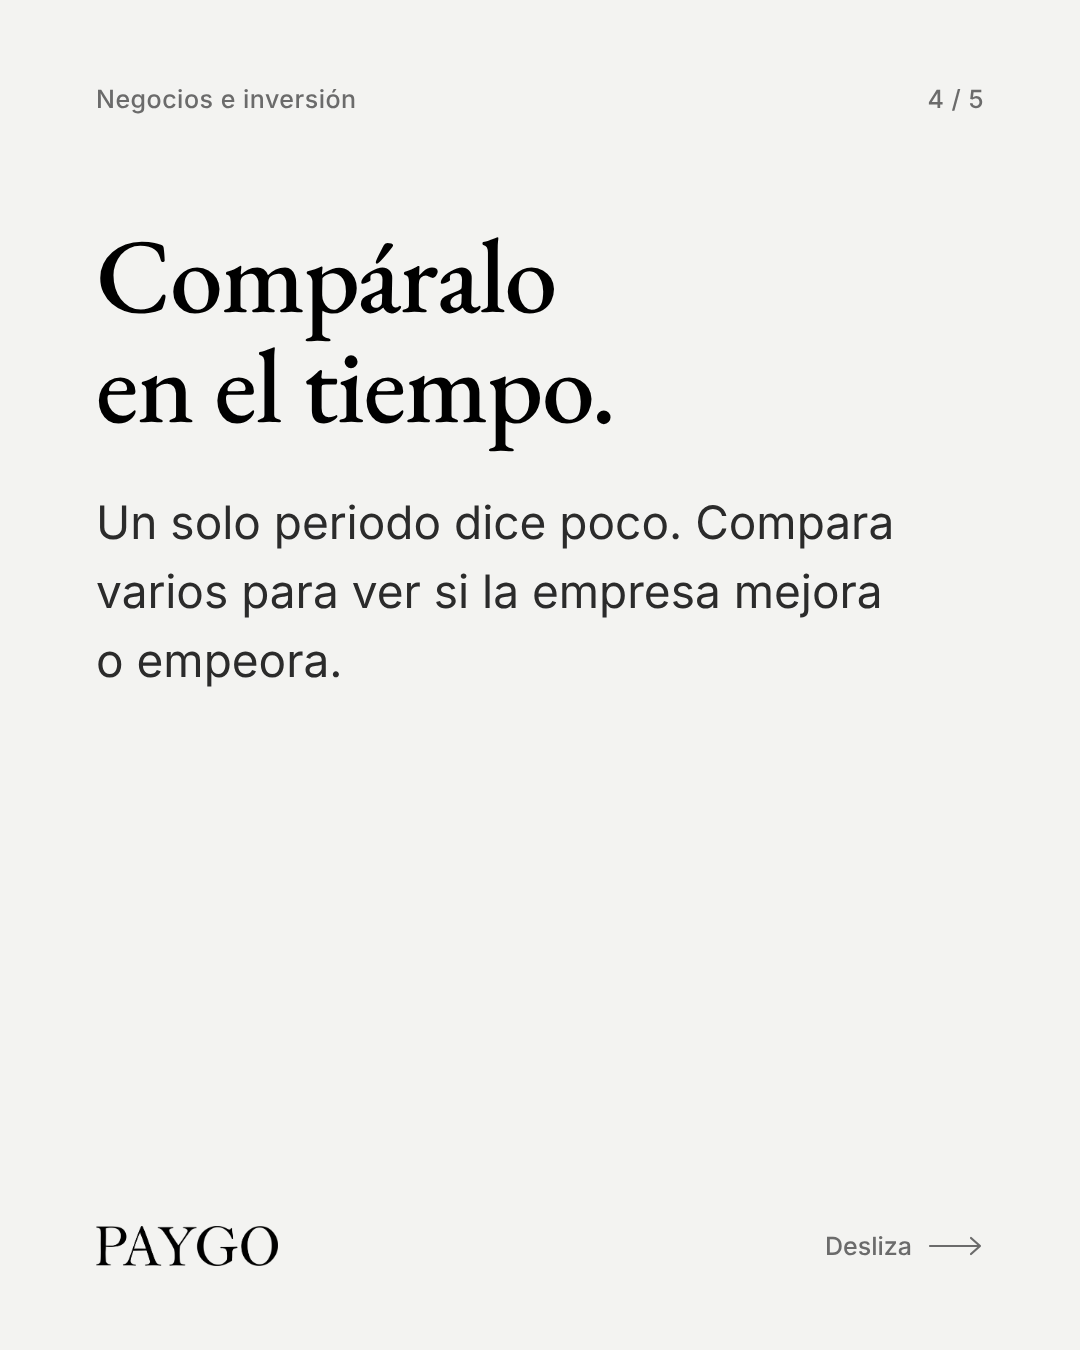 Negocios e inversión
4 / 5
Compáralo
en el tiempo.
Un solo periodo dice poco. Compara
varios para ver si la empresa mejora
o empeora.
PAYGO
Desliza